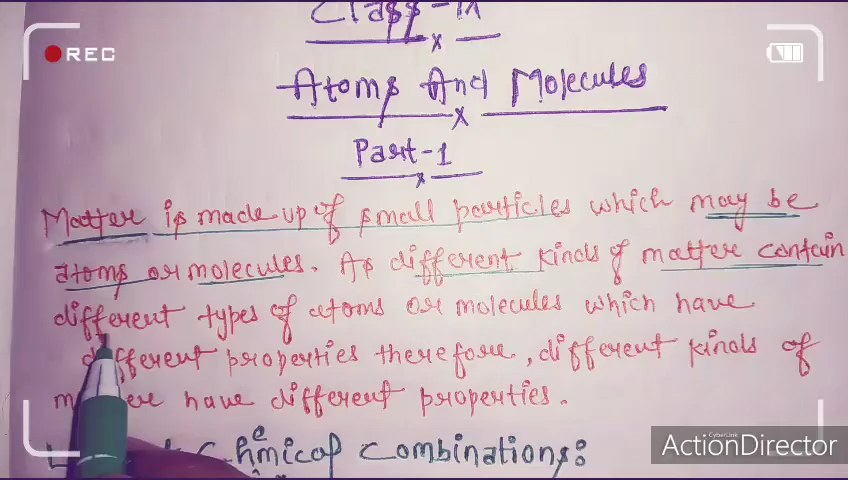 Class-IX
REC
Atoms And Molecules
Part-1
Matter is made up of small particles which may be
atoms or molecules. As different kinds of matter contain
different types of atoms or molecules which have
different properties therefore, different kinds of
have different properties.
Chemical Combinations:
CyberLink
ActionDirector